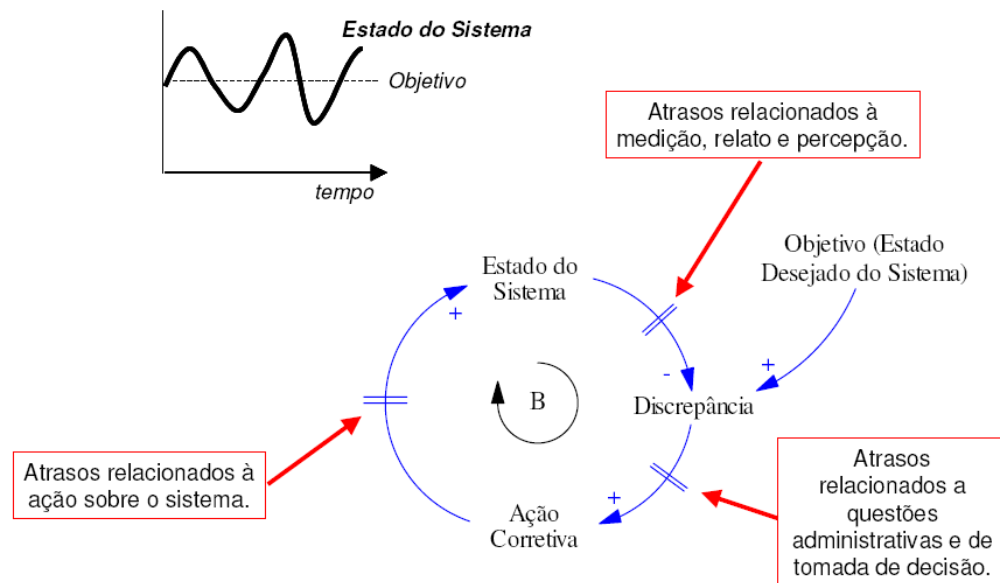 Estado do Sistema
Objetivo
tempo
Atrasos relacionados à
medição, relato e percepção.
Objetivo (Estado
Desejado do Sistema)
Estado do
Sistema
+
-
+
B
Discrepância
Atrasos relacionados à
ação sobre o sistema.
+
Ação
Corretiva
Atrasos
relacionados a
questões
administrativas e de
tomada de decisão.